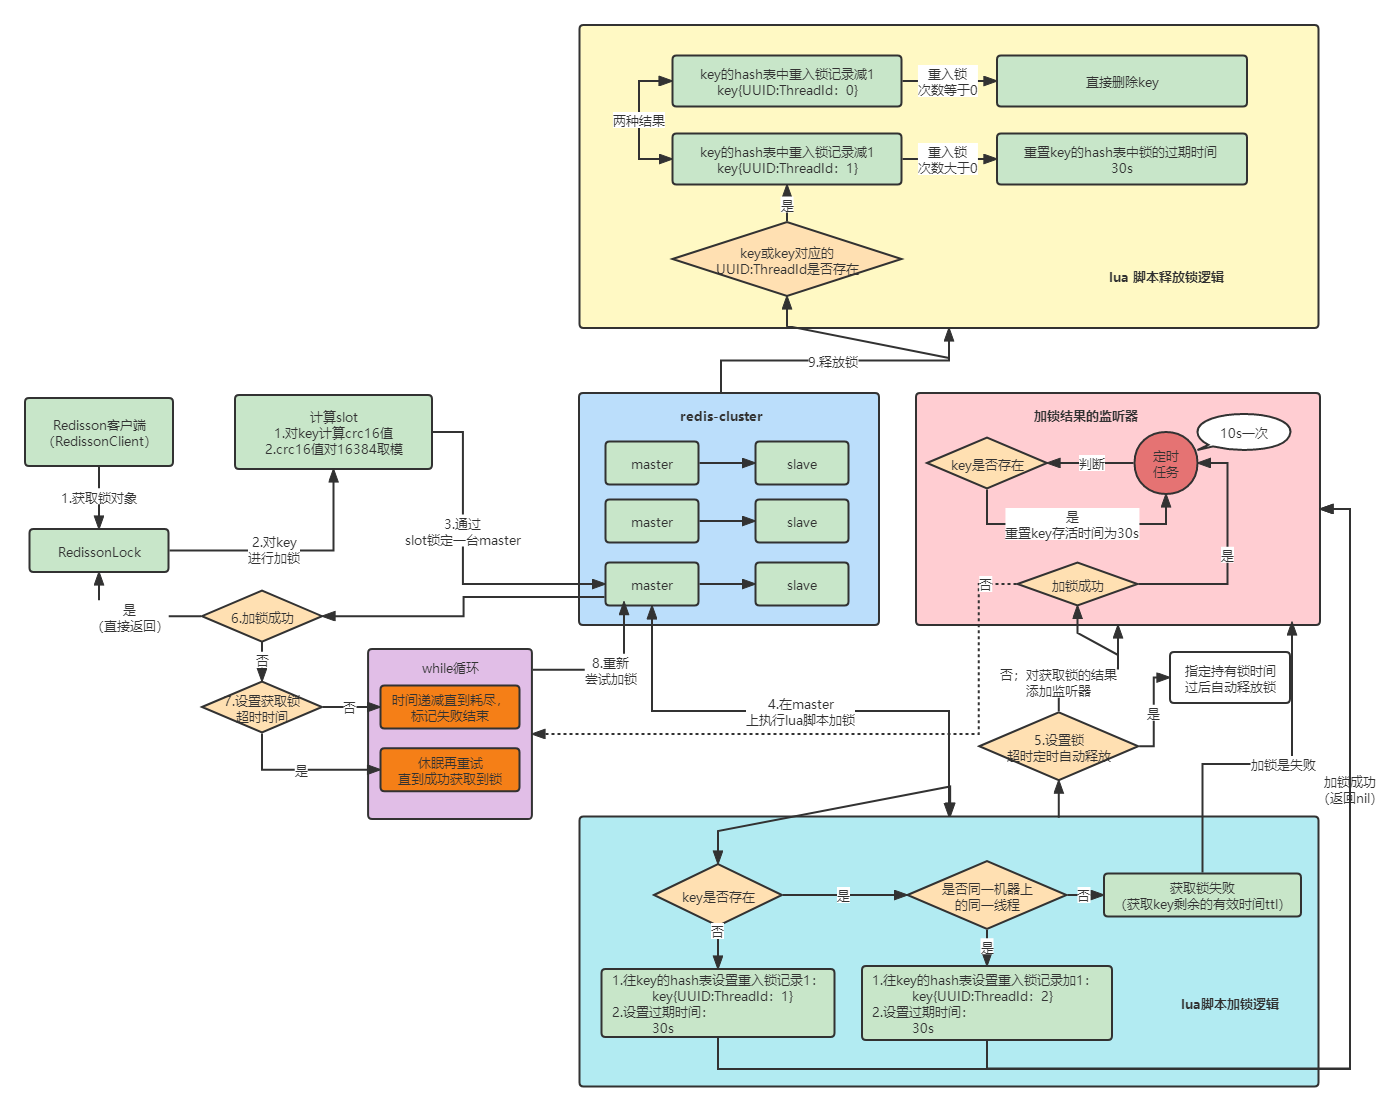 key的hash表中重入锁记录减1
key{UUID:ThreadId：0}
重入锁
次数等于0
直接删除key
两种结果
key的hash表中重入锁记录减1
key{UUID:ThreadId：1}
重入锁
次数大于0
重置key的hash表中锁的过期时间
30s
是
key或key对应的
UUID:ThreadId是否存在
lua 脚本释放锁逻辑
9.释放锁
Redisson客户端
（RedissonClient）
1.获取锁对象
RedissonLock
2.对key
进行加锁
计算slot
1.对key计算crc16值
2.crc16值对16384取模
3.通过
slot锁定一台master
redis-cluster
master
slave
master
slave
master
slave
加锁结果的监听器
10s一次
定时
任务
判断
key是否存在
是
重置key存活时间为30s
加锁成功
否
是
是
（直接返回）
6.加锁成功
否
7.设置获取锁
超时时间
否
是
while循环
时间递减直到耗尽，
标记失败结束
休眠再重试
直到成功获取到锁
8.重新
尝试加锁
4.在master
上执行lua脚本加锁
否；对获取锁的结果
添加监听器
指定持有锁时间
过后自动释放锁
是
5.设置锁
超时定时自动释放
加锁是失败
加锁成功
（返回nil）
key是否存在
是
是否同一机器上
的同一线程
否
获取锁失败
（获取key剩余的有效时间ttl）
否
是
1.往key的hash表设置重入锁记录1：
key{UUID:ThreadId：1}
2.设置过期时间：
30s
1.往key的hash表设置重入锁记录加1：
key{UUID:ThreadId：2}
2.设置过期时间：
30s
lua脚本加锁逻辑